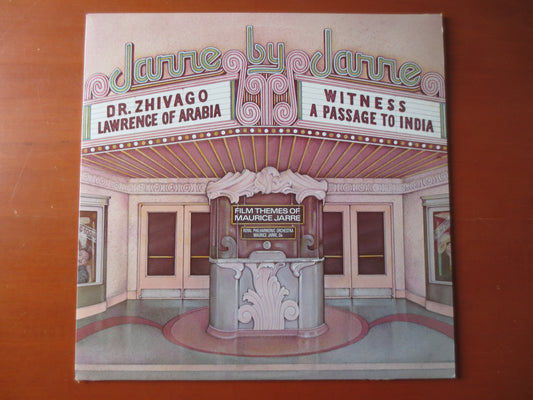 Jarre by Jarre
DR. ZHIVAGO
LAWRENCE OF ARABIA
WITNESS
A PASSAGE TO INDIA
FILM THEMES OF
MAURICE JARRE
ROYAL PHILHARMONIC ORCHESTRA
MAURICE JARRE, Dir.